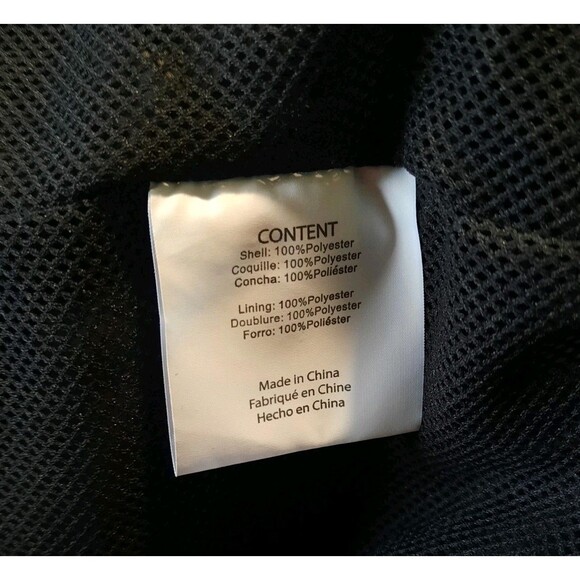 CONTENT
Shell: 100%Polyester
Coquille: 100%Polyester
Concha: 100%Poliéster
Lining: 100%Polyester
Doublure: 100%Polyester
Forro: 100%Poliéster
Made in China
Fabriqué en Chine
Hecho en China